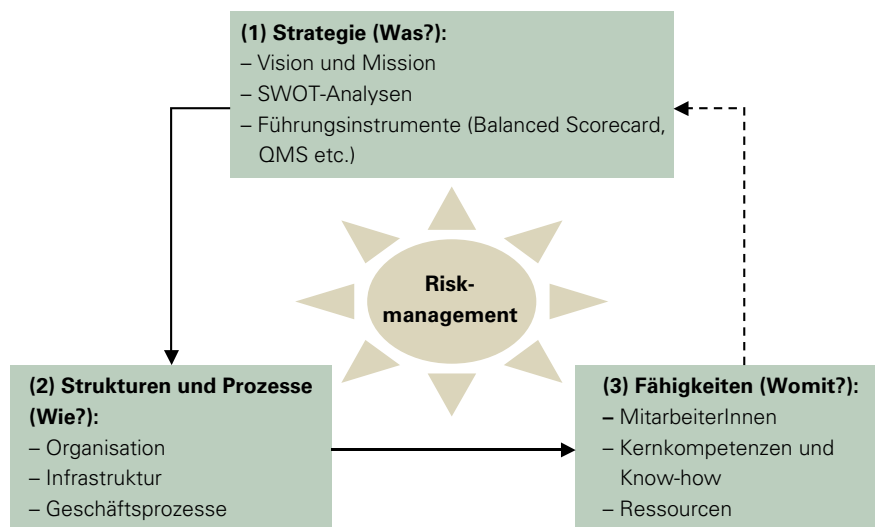 (1) Strategie (Was?):
– Vision und Mission
– SWOT-Analysen
– Führungsinstrumente (Balanced Scorecard,
QMS etc.)
Risk-
management
(2) Strukturen und Prozesse
(Wie?):
– Organisation
– Infrastruktur
– Geschäftsprozesse
(3) Fähigkeiten (Womit?):
– MitarbeiterInnen
– Kernkompetenzen und
Know-how
– Ressourcen